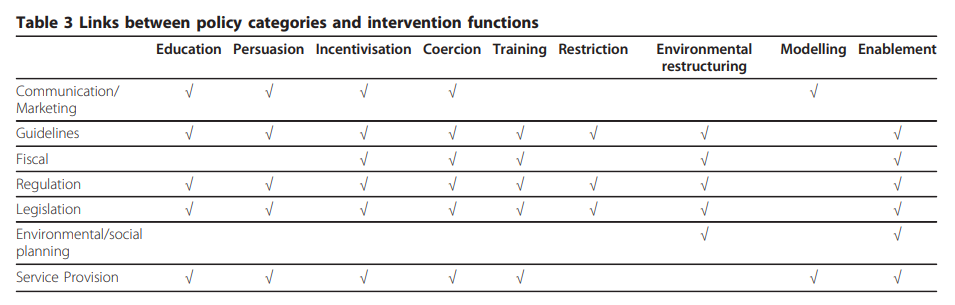 Table 3 Links between policy categories and intervention functions
Education Persuasion Incentivisation Coercion Training Restriction Environmental restructuring Modelling Enablement
Communication/
Marketing √ √ √ √ √
Guidelines √ √ √ √ √ √ √ √
Fiscal √ √ √ √ √
Regulation √ √ √ √ √ √ √ √
Legislation √ √ √ √ √ √ √ √
Environmental/social
planning √ √
Service Provision √ √ √ √ √ √ √